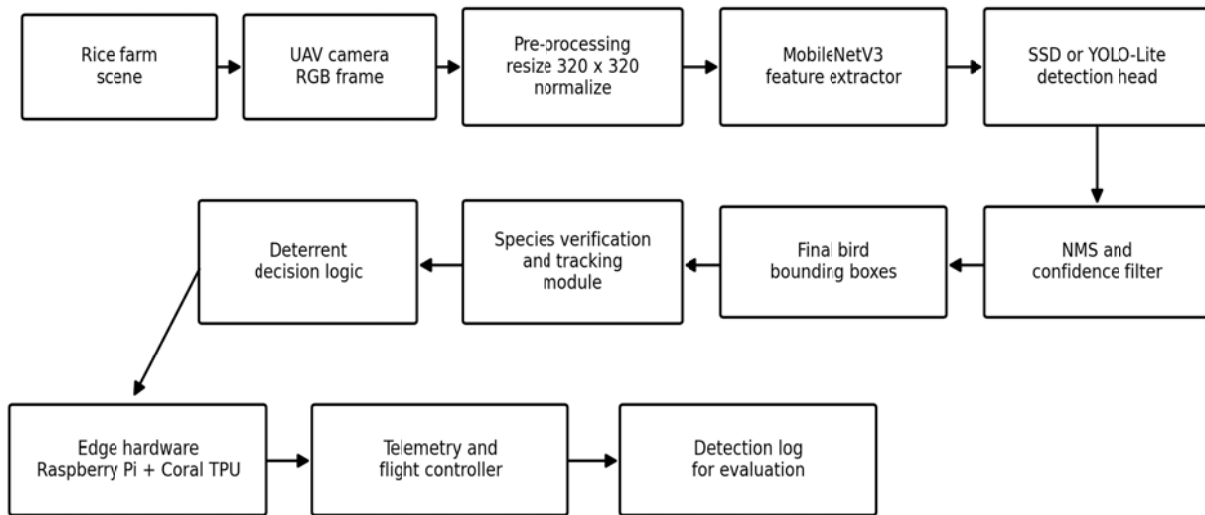 Rice farm
scene
UAV camera
RGB frame
Pre-processing
resize 320 x 320
normalize
MobileNetV3
feature extractor
SSD or YOLO-Lite
detection head
Deterrent
decision logic
Species verification
and tracking
module
Final bird
bounding boxes
NMS and
confidence filter
Edge hardware
Raspberry Pi + Coral TPU
Telemetry and
flight controller
Detection log
for evaluation